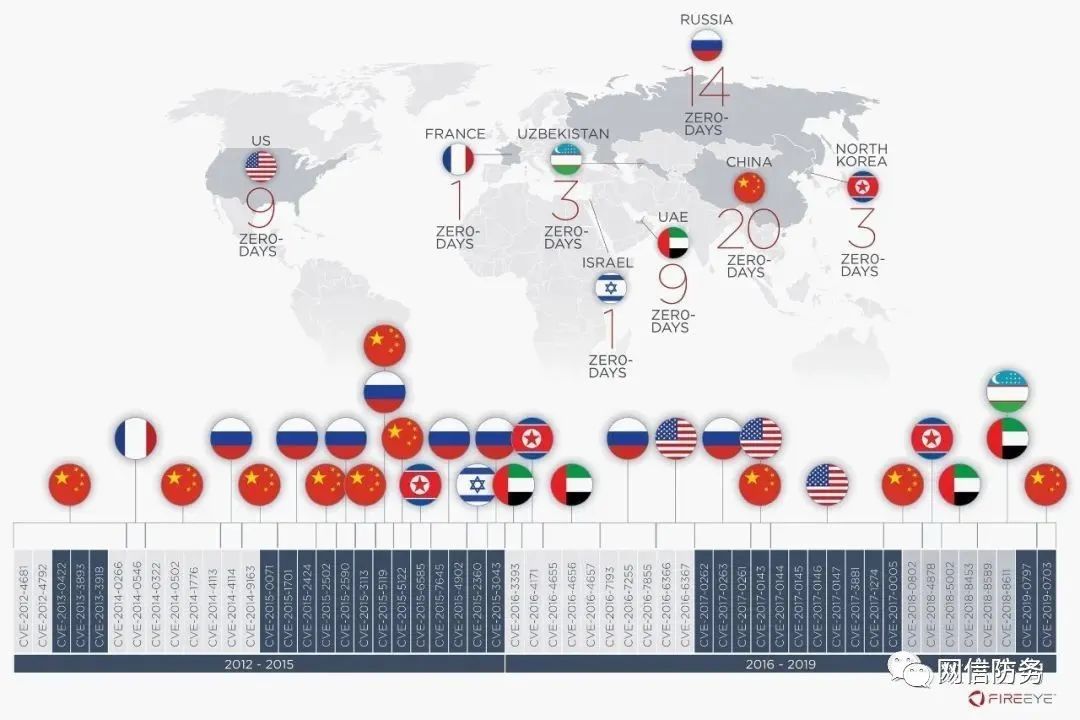 RUSSIA
14
ZERO-
DAYS
US
9
ZERO-
DAYS
FRANCE
1
ZERO-
DAYS
UZBEKISTAN
3
ZERO-
DAYS
CHINA
20
ZERO-
DAYS
NORTH
KOREA
3
ZERO-
DAYS
UAE
9
ZERO-
DAYS
ISRAEL
1
ZERO-
DAYS
CVE-2012-4681
CVE-2012-4792
CVE-2013-0422
CVE-2013-3893
CVE-2013-3918
CVE-2014-0266
CVE-2014-0546
CVE-2014-0322
CVE-2014-0502
CVE-2014-1776
CVE-2014-4113
CVE-2014-4114
CVE-2014-9163
CVE-2015-0071
CVE-2015-1701
CVE-2015-2424
CVE-2015-2502
CVE-2015-2590
CVE-2015-3113
CVE-2015-5119
CVE-2015-5122
CVE-2015-6585
CVE-2015-7645
CVE-2015-4902
CVE-2015-2360
CVE-2015-3043
CVE-2016-3393
CVE-2016-4171
CVE-2016-4655
CVE-2016-4656
CVE-2016-4657
CVE-2016-7193
CVE-2016-7255
CVE-2016-7855
CVE-2016-6366
CVE-2016-6367
CVE-2017-0262
CVE-2017-0263
CVE-2017-0261
CVE-2017-0143
CVE-2017-0144
CVE-2017-0145
CVE-2017-0146
CVE-2017-0147
CVE-2017-3881
CVE-2017-274
CVE-2017-0005
CVE-2018-0802
CVE-2018-4878
CVE-2018-5002
CVE-2018-8453
CVE-2018-8589
CVE-2018-8611
CVE-2019-0797
CVE-2019-0703
2012 - 2015
2016 - 2019
网信防务
FIREEYE